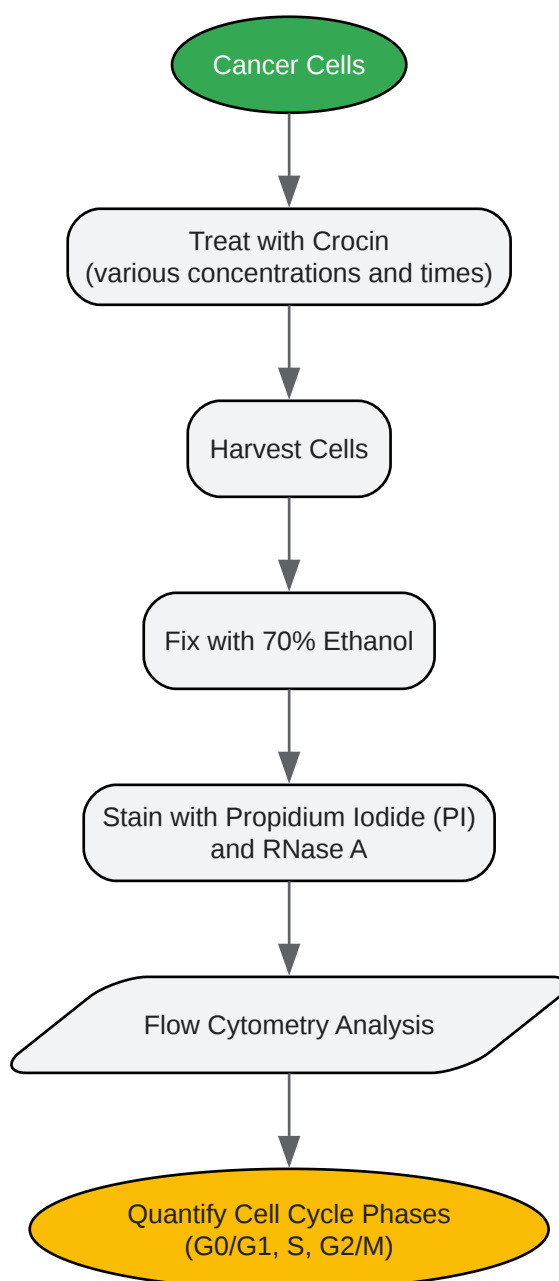 Cancer Cells
Treat with Crocin
(various concentrations and times)
Harvest Cells
Fix with 70% Ethanol
Stain with Propidium Iodide (PI)
and RNase A
Flow Cytometry Analysis
Quantify Cell Cycle Phases
(G0/G1, S, G2/M)